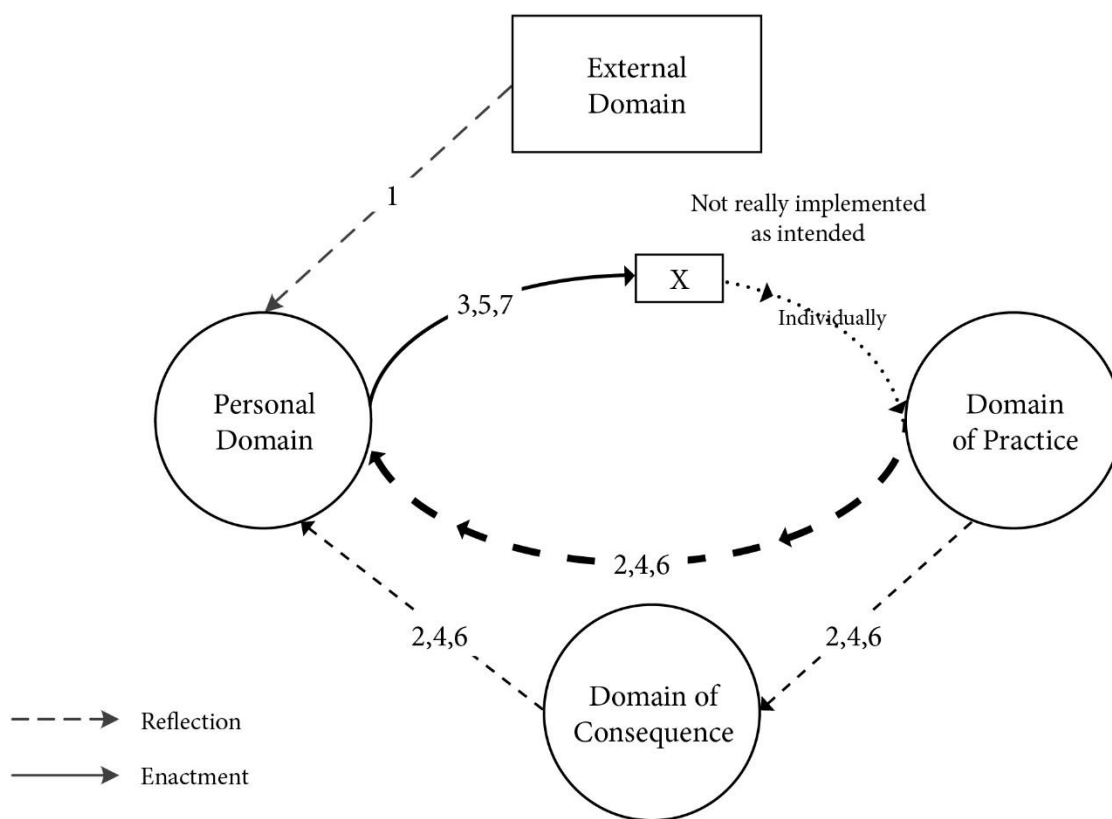 External
Domain
1
Not really implemented
as intended
X
3,5,7
Individually
Personal
Domain
Domain
of Practice
2,4,6
2,4,6
2,4,6
Domain of
Consequence
Reflection
Enactment